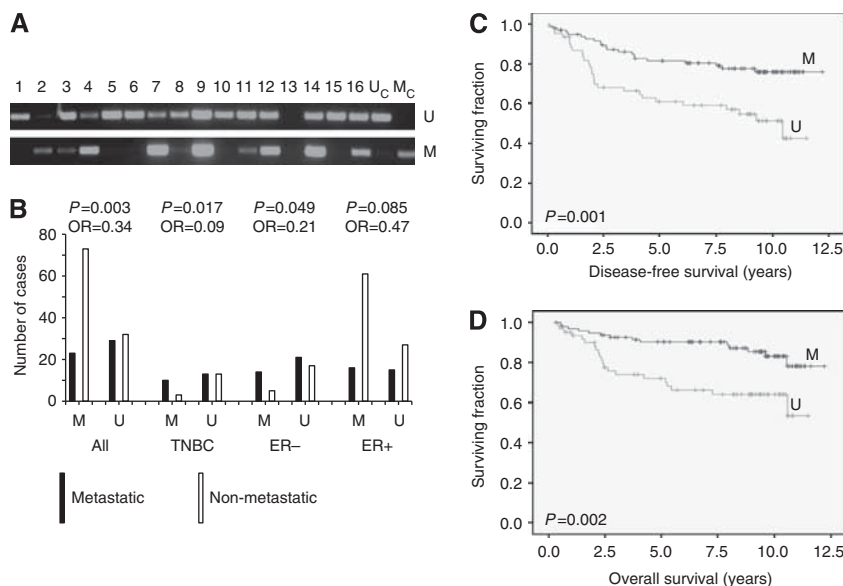 A
1 2 3 4 5 6 7 8 9 10 11 12 13 14 15 16 UC MC
U
M
B
P=0.003 P=0.017 P=0.049 P=0.085
OR=0.34 OR=0.09 OR=0.21 OR=0.47
Number of cases
80
60
40
20
0
M U M U M U M U
All TNBC ER– ER+
Metastatic Non-metastatic
C
Surviving fraction
1.0
0.8
0.6
0.4
0.2
0.0
M
U
P=0.001
0.0 2.5 5.0 7.5 10.0 12.5
Disease-free survival (years)
D
Surviving fraction
1.0
0.8
0.6
0.4
0.2
0.0
M
U
P=0.002
0.0 2.5 5.0 7.5 10.0 12.5
Overall survival (years)